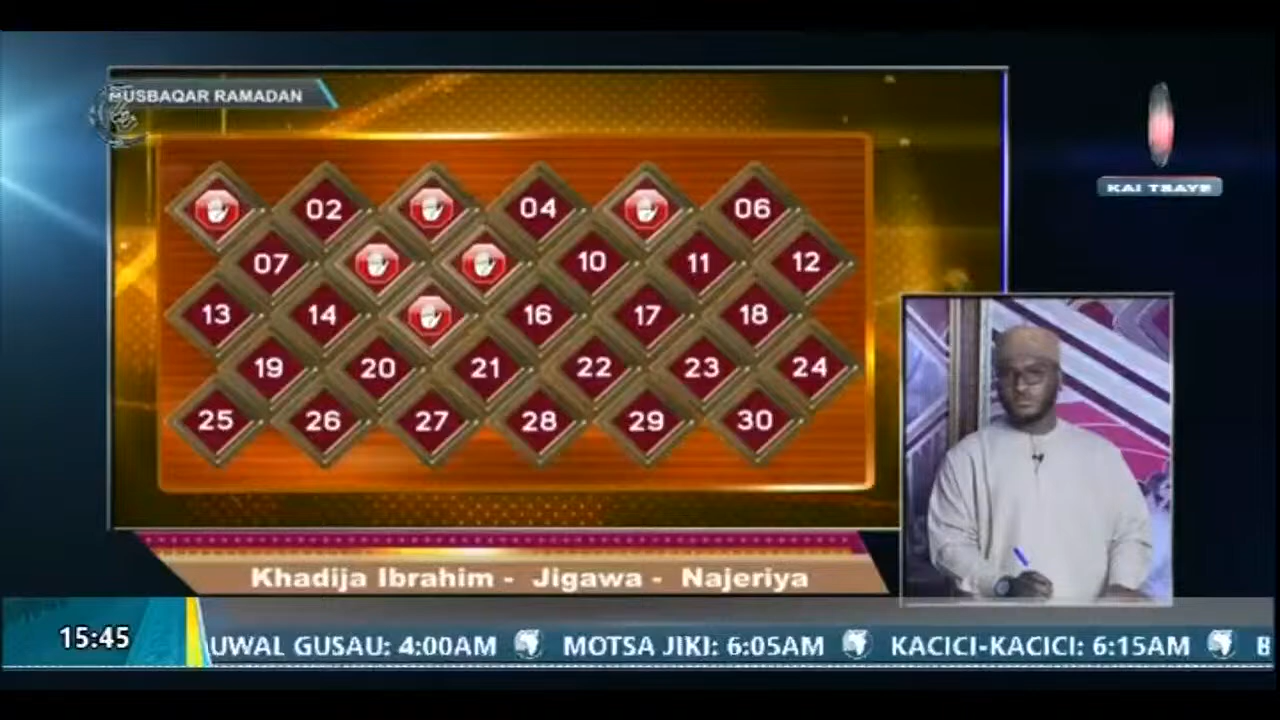 MUSBAQAR RAMADAN
KAI TSAYE
02 04 06
07 10 11 12
13 14 16 17 18
19 20 21 22 23 24
25 26 27 28 29 30
Khadija Ibrahim - Jigawa - Najeriya
15:45
UWAL GUSAU: 4:00AM MOTSA JIKI: 6:05AM KACICI-KACICI: 6:15AM B